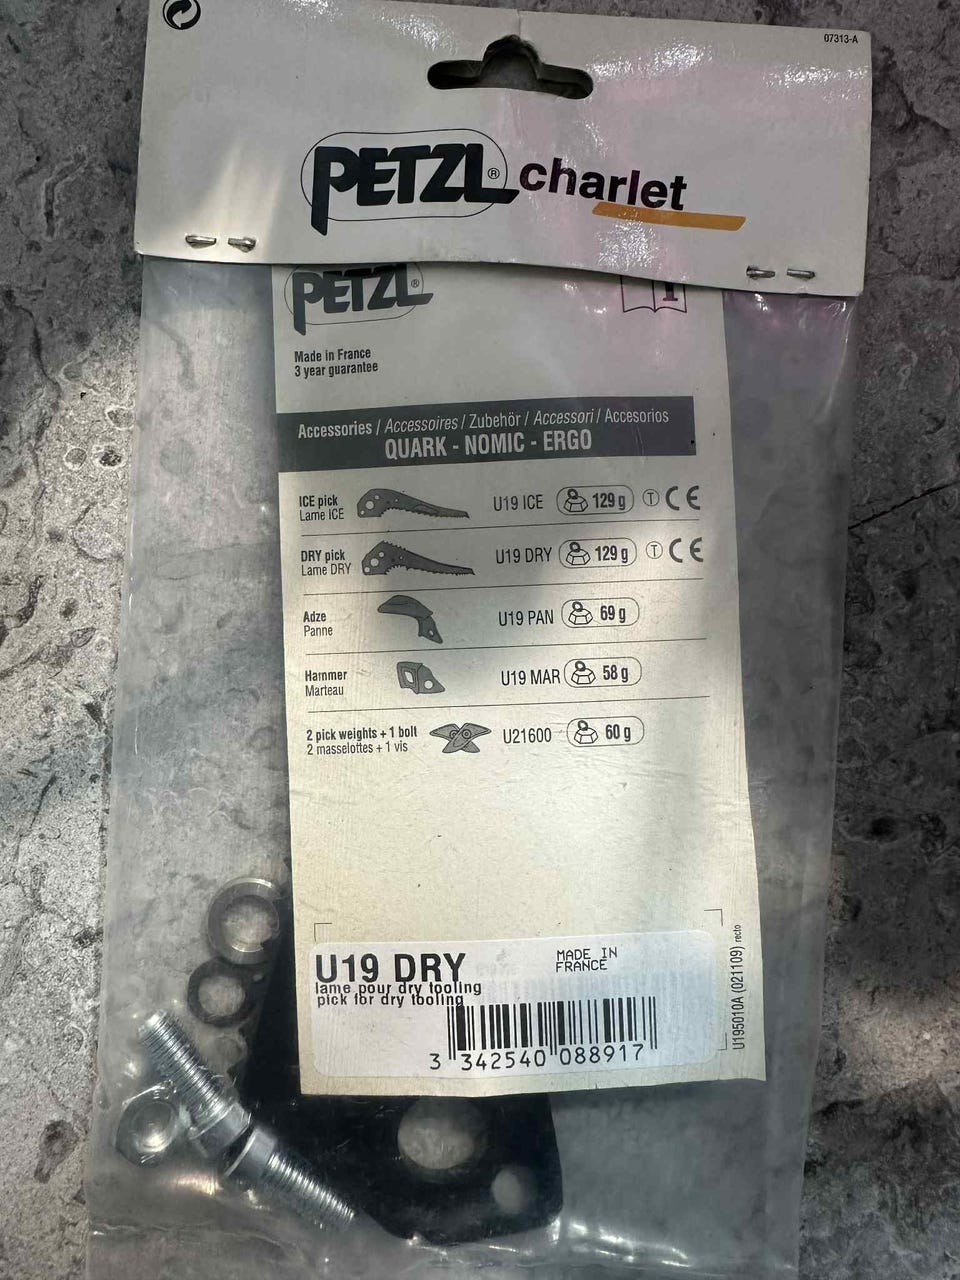 07313-A
PETZL® charlet
PETZL®
i
Made in France
3 year guarantee
Accessories / Accessoires / Zubehör / Accessori / Accesorios
QUARK - NOMIC - ERGO
ICE pick
Lame ICE
U19 ICE
129 g
T CE
DRY pick
Lame DRY
U19 DRY
129 g
T CE
Adze
Panne
U19 PAN
69 g
Hammer
Marteau
U19 MAR
58 g
2 pick weights + 1 bolt
2 masselottes + 1 vis
U21600
60 g
U19 DRY
MADE IN
FRANCE
lame pour dry tooling
pick for dry tooling
3 342540 088917
U195010A (021109) recto